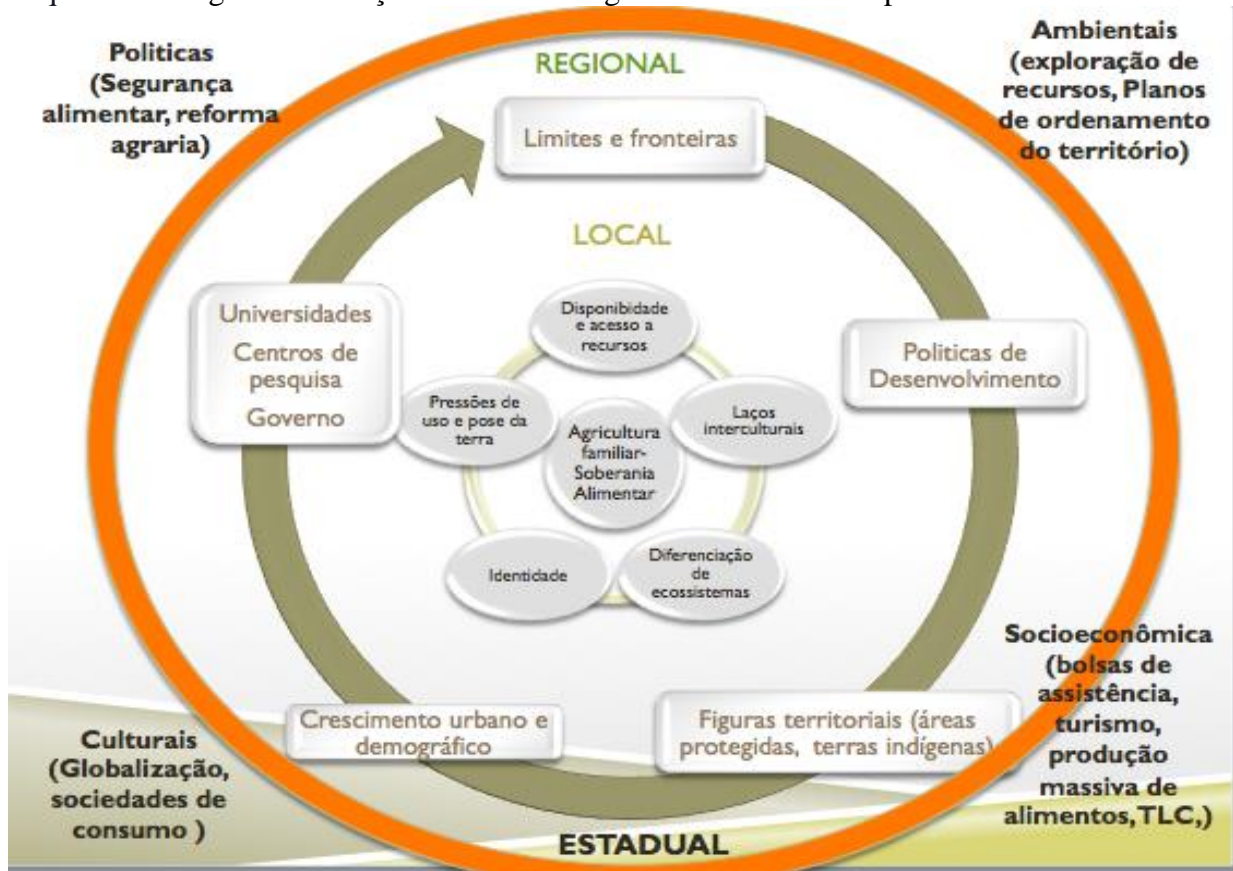 Politicas
(Segurança
alimentar, reforma
agraria)
REGIONAL
Ambientais
(exploração de
recursos, Planos
de ordenamento
do território)
Limites e fronteiras
LOCAL
Universidades
Centros de
pesquisa
Governo
Disponibidade
e acesso a
recursos
Politicas de
Desenvolvimento
Pressões de
uso e pose da
terra
Laços
interculturais
Agricultura
familiar-
Soberania
Alimentar
Identidade
Diferenciação
de
ecossistemas
Socioeconômica
(bolsas de
assistência,
turismo,
produção
massiva de
alimentos, TLC,)
Crescimento urbano e
demográfico
Figuras territoriais (áreas
protegidas, terras indígenas)
Culturais
(Globalização,
sociedades de
consumo )
ESTADUAL